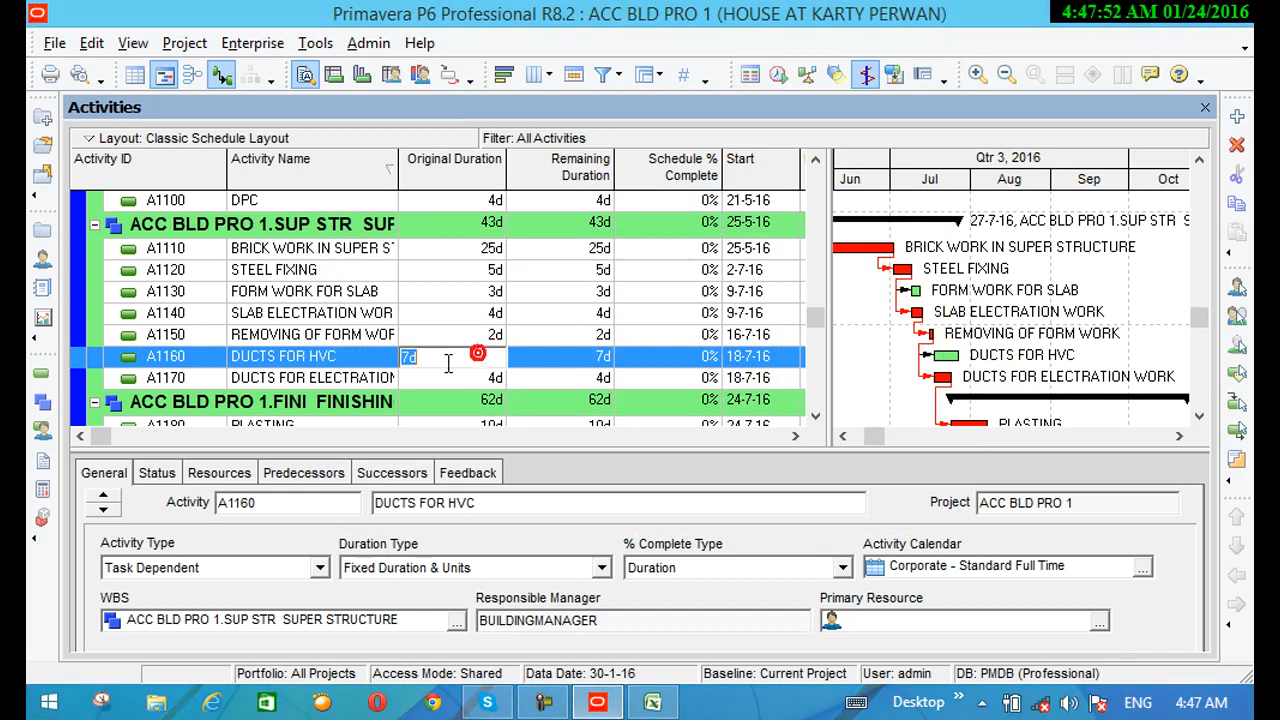 Primavera P6 Professional R8.2 : ACC BLD PRO 1 (HOUSE AT KARTY PERWAN)
4:47:52 AM 01/24/2016
File Edit View Project Enterprise Tools Admin Help
Activities
Layout: Classic Schedule Layout Filter: All Activities
Activity ID Activity Name Original Duration Remaining Duration Schedule % Complete Start Qtr 3, 2016
Jun Jul Aug Sep Oct
A1100 DPC 4d 4d 0% 21-5-16
ACC BLD PRO 1.SUP STR SUF 43d 43d 0% 25-5-16 27-7-16, ACC BLD PRO 1.SUP STR S
A1110 BRICK WORK IN SUPER S 25d 25d 0% 25-5-16 BRICK WORK IN SUPER STRUCTURE
A1120 STEEL FIXING 5d 5d 0% 2-7-16 STEEL FIXING
A1130 FORM WORK FOR SLAB 3d 3d 0% 9-7-16 FORM WORK FOR SLAB
A1140 SLAB ELECTRATION WORK 4d 4d 0% 9-7-16 SLAB ELECTRATION WORK
A1150 REMOVING OF FORM WOF 2d 2d 0% 16-7-16 REMOVING OF FORM WORK
A1160 DUCTS FOR HVC 7d 7d 0% 18-7-16 DUCTS FOR HVC
A1170 DUCTS FOR ELECTRATION 4d 4d 0% 18-7-16 DUCTS FOR ELECTRATION WORK
ACC BLD PRO 1.FINI FINISHIN 62d 62d 0% 24-7-16
A1180 PLASTING 10d 10d 0% 24-7-16 PLASTING
General Status Resources Predecessors Successors Feedback
Activity A1160 DUCTS FOR HVC Project ACC BLD PRO 1
Activity Type Duration Type % Complete Type Activity Calendar
Task Dependent Fixed Duration & Units Duration Corporate - Standard Full Time ...
WBS Responsible Manager Primary Resource
ACC BLD PRO 1.SUP STR SUPER STRUCTURE ... BUILDINGMANAGER ...
Portfolio: All Projects Access Mode: Shared Data Date: 30-1-16 Baseline: Current Project User: admin DB: PMDB (Professional)
Desktop » ENG 4:47 AM